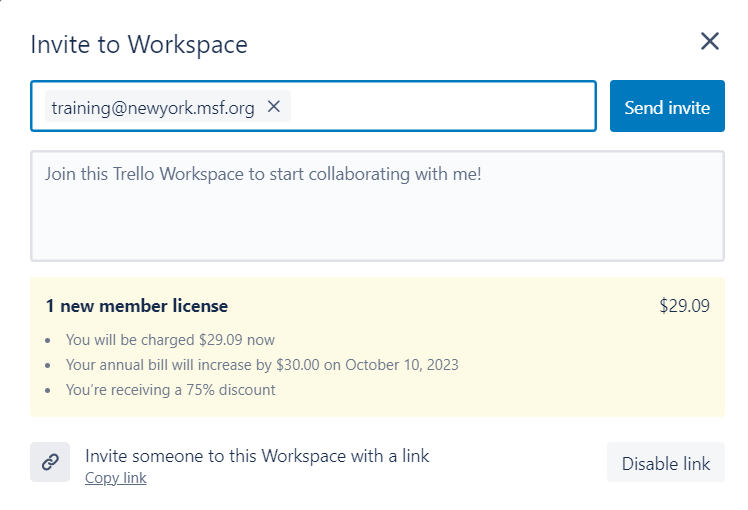 Invite to Workspace
training@newyork.msf.org
Send invite
Join this Trello Workspace to start collaborating with me!
1 new member license
$29.09
You will be charged $29.09 now
Your annual bill will increase by $30.00 on October 10, 2023
You’re receiving a 75% discount
Invite someone to this Workspace with a link
Copy link
Disable link